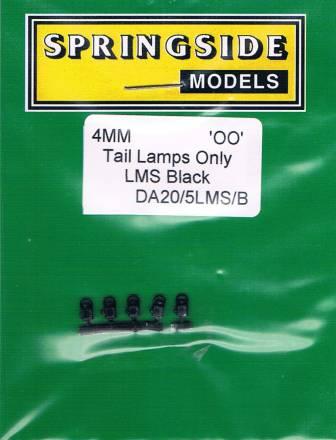 SPRINGSIDE
MODELS
4MM 'OO'
Tail Lamps Only
LMS Black
DA20/5LMS/B